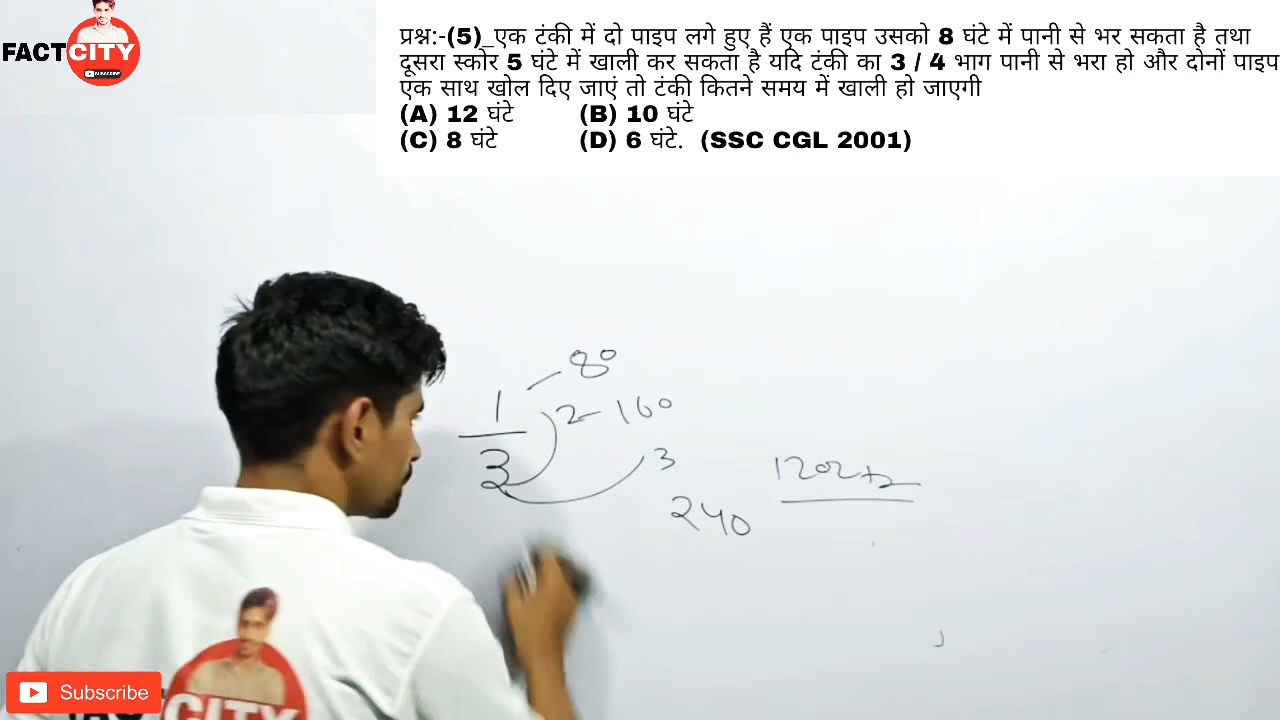 FACTCITY
SUBSCRIBE
प्रश्न:-(5)_एक टंकी में दो पाइप लगे हुए हैं एक पाइप उसको 8 घंटे में पानी से भर सकता है तथा
दूसरा स्कोर 5 घंटे में खाली कर सकता है यदि टंकी का 3 / 4 भाग पानी से भरा हो और दोनों पाइप
एक साथ खोल दिए जाएं तो टंकी कितने समय में खाली हो जाएगी
(A) 12 घंटे (B) 10 घंटे
(C) 8 घंटे (D) 6 घंटे. (SSC CGL 2001)
80
1
2 - 160
3
3
240
Subscribe
CITY